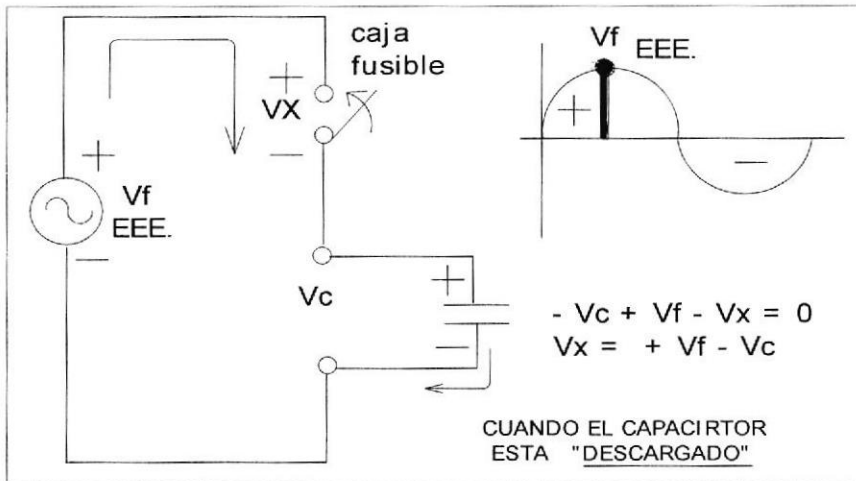 caja
fusible
+
VX
−
+
Vf
EEE.
−
Vc
+
−
Vf
EEE.
+
−
- Vc + Vf - Vx = 0
Vx = + Vf - Vc
CUANDO EL CAPACIRTOR
ESTA "DESCARGADO"